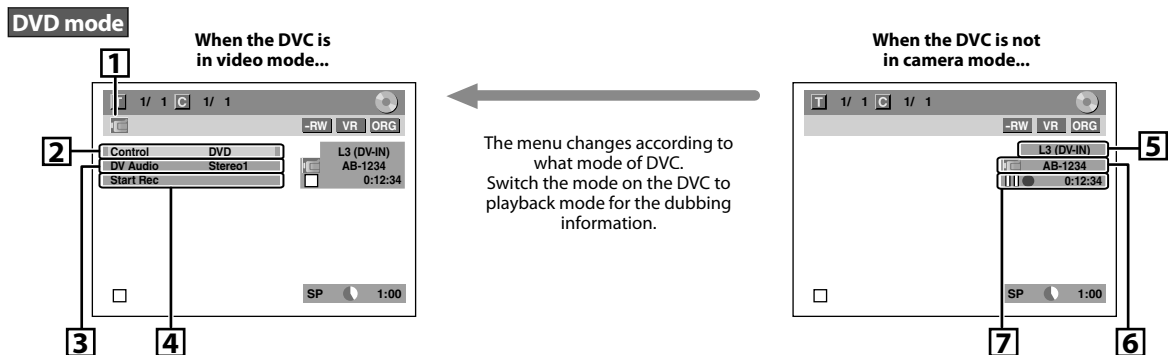 DVD mode
When the DVC is
in video mode...
1
T 1/ 1 C 1/ 1
-RW VR ORG
2
Control DVD
DV Audio Stereo1
Start Rec
L3 (DV-IN)
AB-1234
0:12:34
SP 1:00
3
4
The menu changes according to
what mode of DVC.
Switch the mode on the DVC to
playback mode for the dubbing
information.
When the DVC is not
in camera mode...
T 1/ 1 C 1/ 1
-RW VR ORG
L3 (DV-IN)
5
AB-1234
0:12:34
SP 1:00
7
6